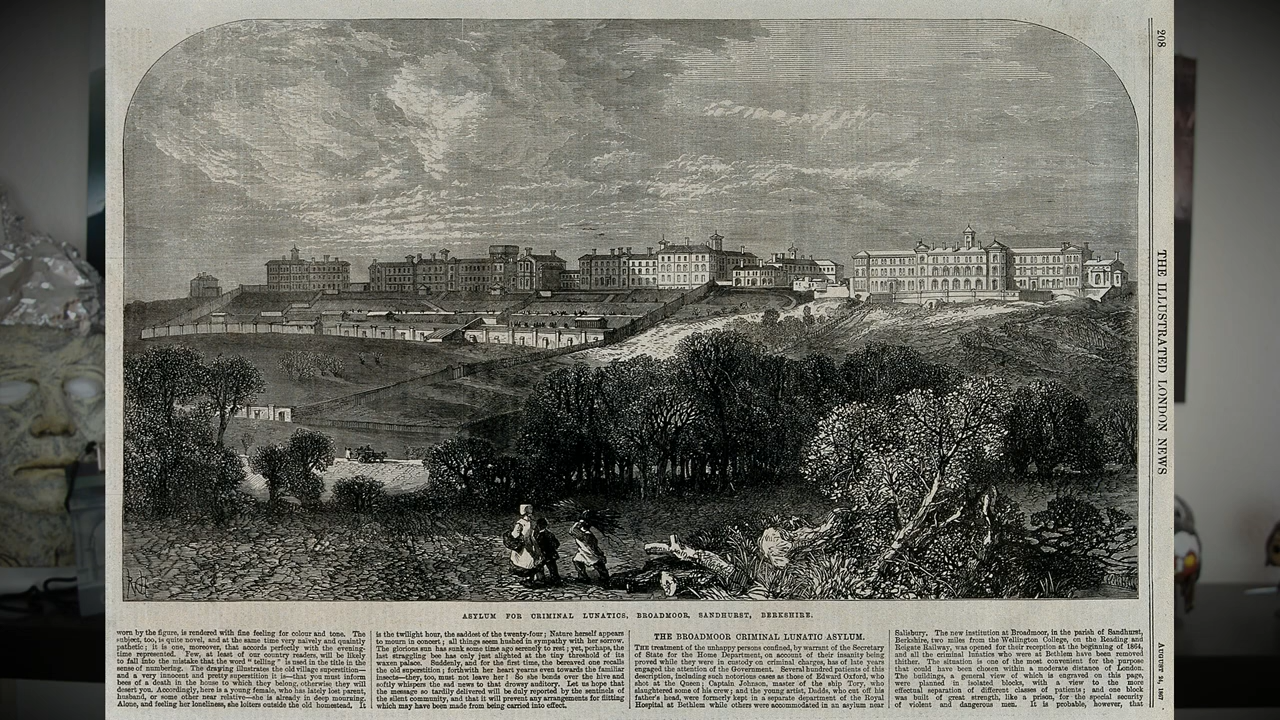 208
THE ILLUSTRATED LONDON NEWS
AUGUST 24, 1867
ASYLUM FOR CRIMINAL LUNATICS, BROADMOOR, SANDHURST, BERKSHIRE.
worn by the figure, is rendered with fine feeling for colour and tone. The
subject, too, is quite novel, and at the same time very naively and quaintly
pathetic; it is one, moreover, that accords perfectly with the evening-
time represented. Few, at least of our country readers, will be likely
to fall into the mistake that the word "telling" is used in the title in the
sense of numbering. She draying illustrates the old village superstition—
and a very innocent and pretty superstition it is—that you must inform
bees of a death in the house to which they belong, otherwise they will
desert you. Accordingly, here is a young female, who has lately lost parent,
husband, or some other near relative—she is already in deep mourning.
Alone, and feeling her loneliness, she loiters outside the old homestead. It
is the twilight hour, the saddest of the twenty-four; Nature herself appears
to mourn in concert; all things seem hushed in sympathy with her sorrow.
The glorious sun has sunk some time ago serenely to rest; yet, perhaps, the
last straggling bee has only just alighted at the tiny threshold of its
waxen palace. Suddenly, and for the first time, the bereaved one recalls
the old superstition; forthwith her heart yearns even towards the familiar
insects—they, too, must not leave her! So she bends over the hive and
softly whispers the sad news to that drowsy auditory. Let us hope that
the message so tardily delivered will be duly reported by the sentinels of
the silent community, and that it will prevent any arrangements for flitting
which may have been made from being carried into effect.
THE BROADMOOR CRIMINAL LUNATIC ASYLUM.
THE treatment of the unhappy persons confined, by warrant of the Secretary
of State for the Home Department, on account of their insanity being
proved while they were in custody on criminal charges, has of late years
engaged the attention of the Government. Several hundred patients of this
description, including such notorious cases as those of Edward Oxford, who
shot at the Queen; Captain Johnson, master of the ship Tory, who
slaughtered some of his crew; and the young artist, Dadds, who cut off his
father's head, were formerly kept in a separate department of the Royal
Hospital at Bethlem while others were accommodated in an asylum near
Salisbury. The new institution at Broadmoor, in the parish of Sandhurst,
Berkshire, two miles from the Wellington College, on the Reading and
Reigate Railway, was opened for their reception at the beginning of 1864,
and all the criminal lunatics who were at Bethlem have been removed
thither. The situation is one of the most convenient for the purpose
that could have been chosen within a moderate distance of London.
The buildings, a general view of which is engraved on this page,
were planned in isolated blocks, with a view to the more
effectual separation of different classes of patients; and one block
was built of great strength, like a prison, for the special security
of violent and dangerous men. It is probable, however, that